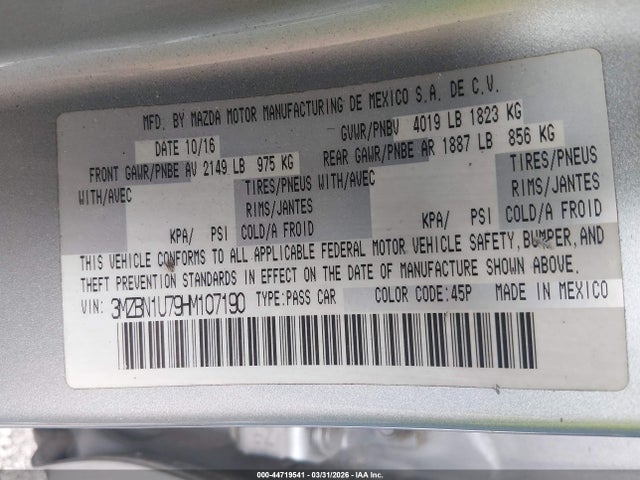 MFD. BY MAZDA MOTOR MANUFACTURING DE MEXICO S.A. DE C.V.
DATE 10/16 GVWR/PNBV 4019 LB 1823 KG
FRONT GAWR/PNBE AV 2149 LB 975 KG REAR GAWR/PNBE AR 1887 LB 856 KG
WITH/AVEC TIRES/PNEUS WITH/AVEC TIRES/PNEUS
RIMS/JANTES RIMS/JANTES
KPA/ PSI COLD/A FROID KPA/ PSI COLD/A FROID
THIS VEHICLE CONFORMS TO ALL APPLICABLE FEDERAL MOTOR VEHICLE SAFETY, BUMPER, AND
THEFT PREVENTION STANDARDS IN EFFECT ON THE DATE OF MANUFACTURE SHOWN ABOVE.
VIN: 3MZBN1U79HM107190 TYPE:PASS CAR COLOR CODE:45P MADE IN MEXICO
000-44719541 | 03/31/2026 | IAA Inc.